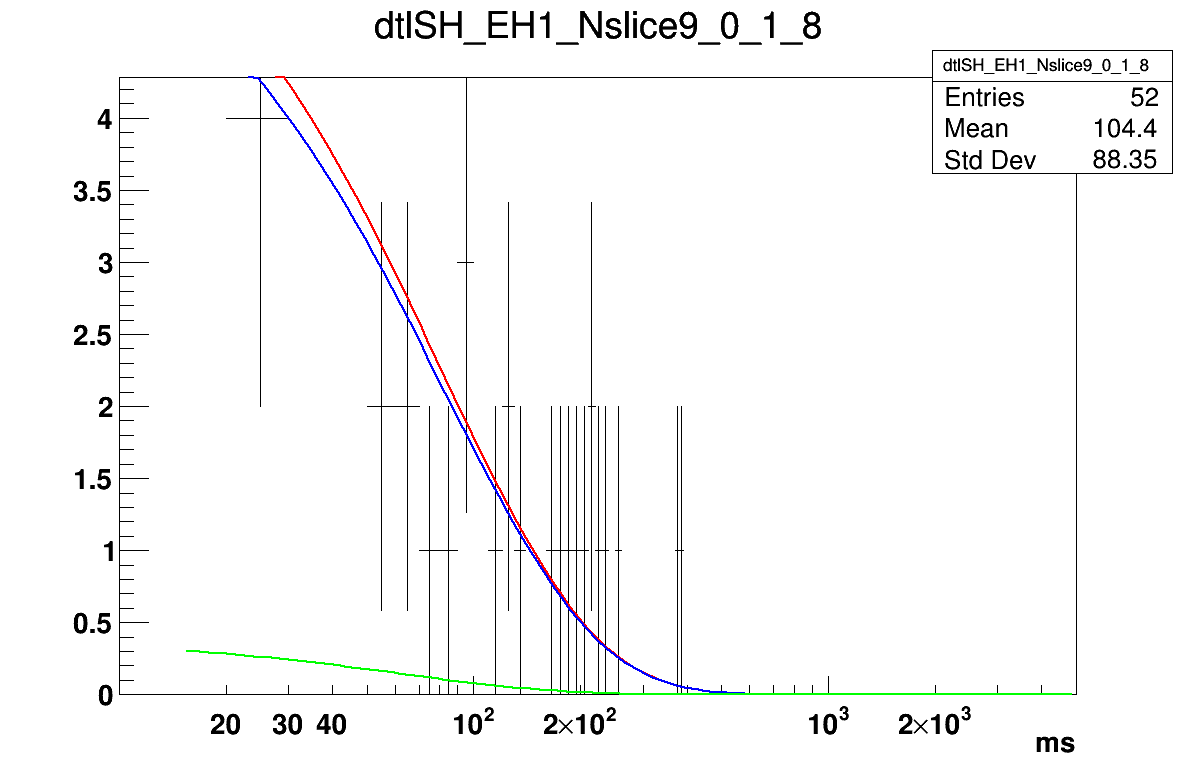 dtlSH_EH1_Nslice9_0_1_8
dtlSH_EH1_Nslice9_0_1_8
Entries 52
Mean 104.4
Std Dev 88.35
4
3.5
3
2.5
2
1.5
1
0.5
0
20 30 40 10² 2×10² 10³ 2×10³
ms